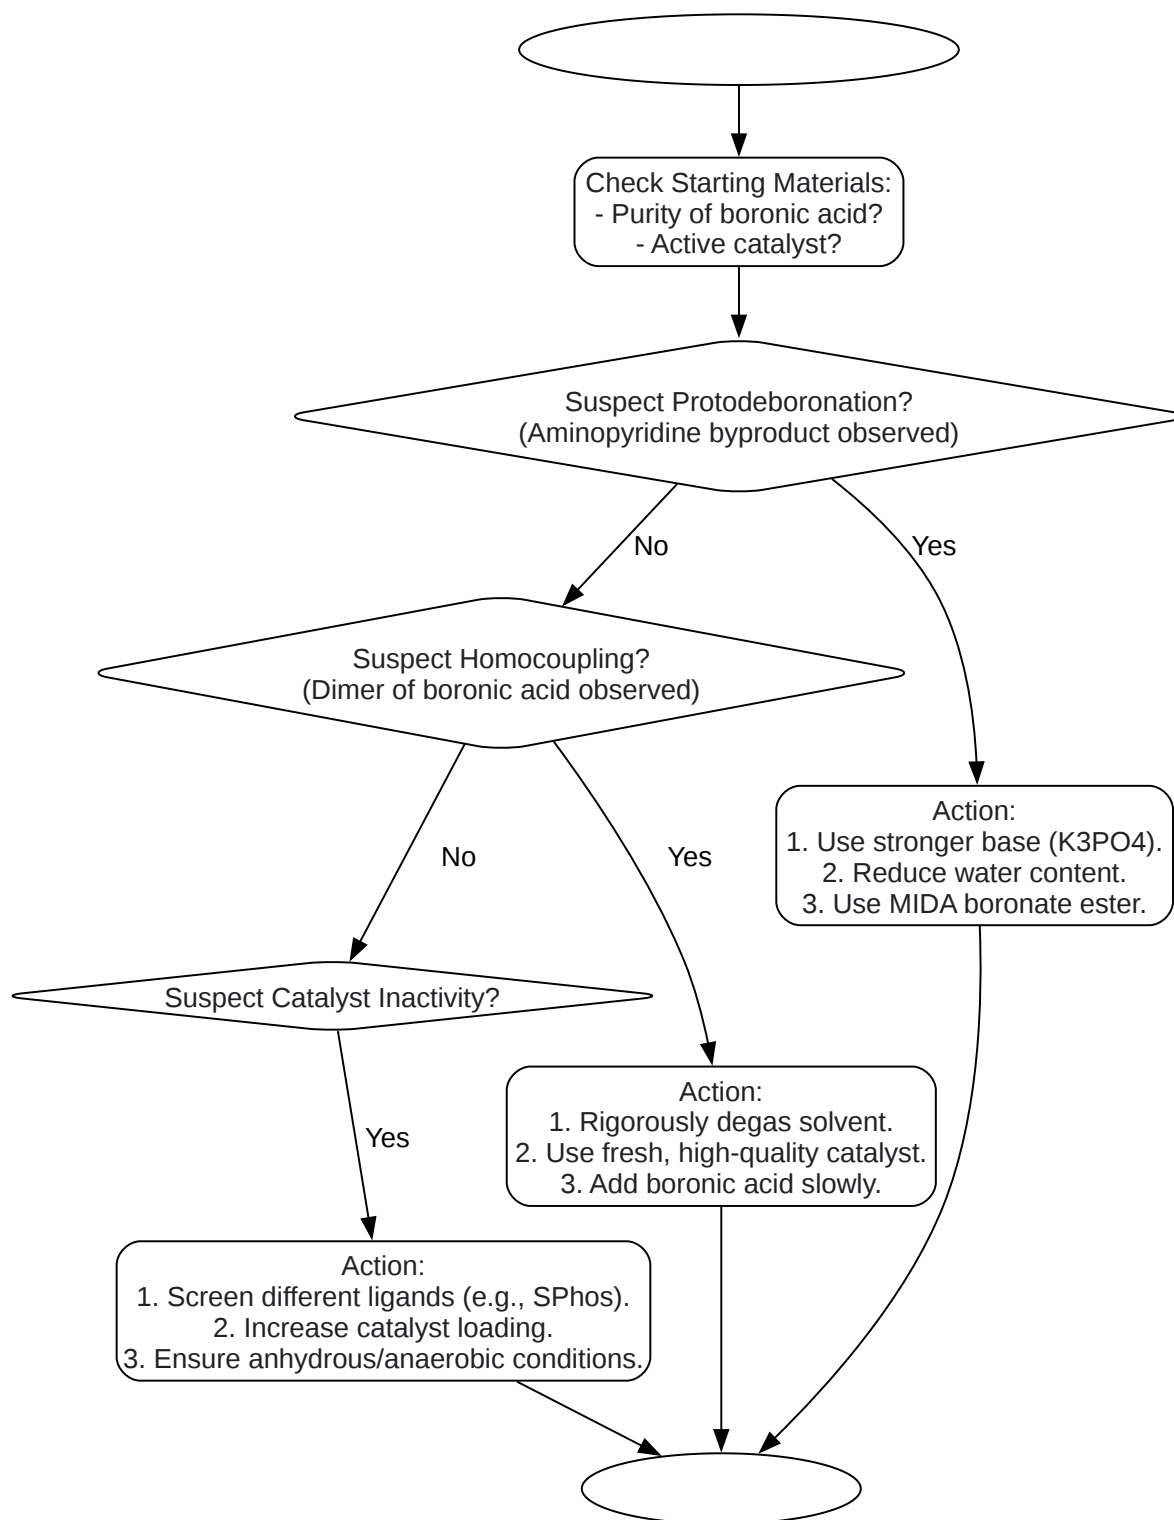 Check Starting Materials:
- Purity of boronic acid?
- Active catalyst?
Suspect Protodeboronation?
(Aminopyridine byproduct observed)
No
Yes
Suspect Homocoupling?
(Dimer of boronic acid observed)
No
Yes
Action:
1. Use stronger base (K3PO4).
2. Reduce water content.
3. Use MIDA boronate ester.
Suspect Catalyst Inactivity?
Yes
Action:
1. Rigorously degas solvent.
2. Use fresh, high-quality catalyst.
3. Add boronic acid slowly.
Action:
1. Screen different ligands (e.g., SPhos).
2. Increase catalyst loading.
3. Ensure anhydrous/anaerobic conditions.